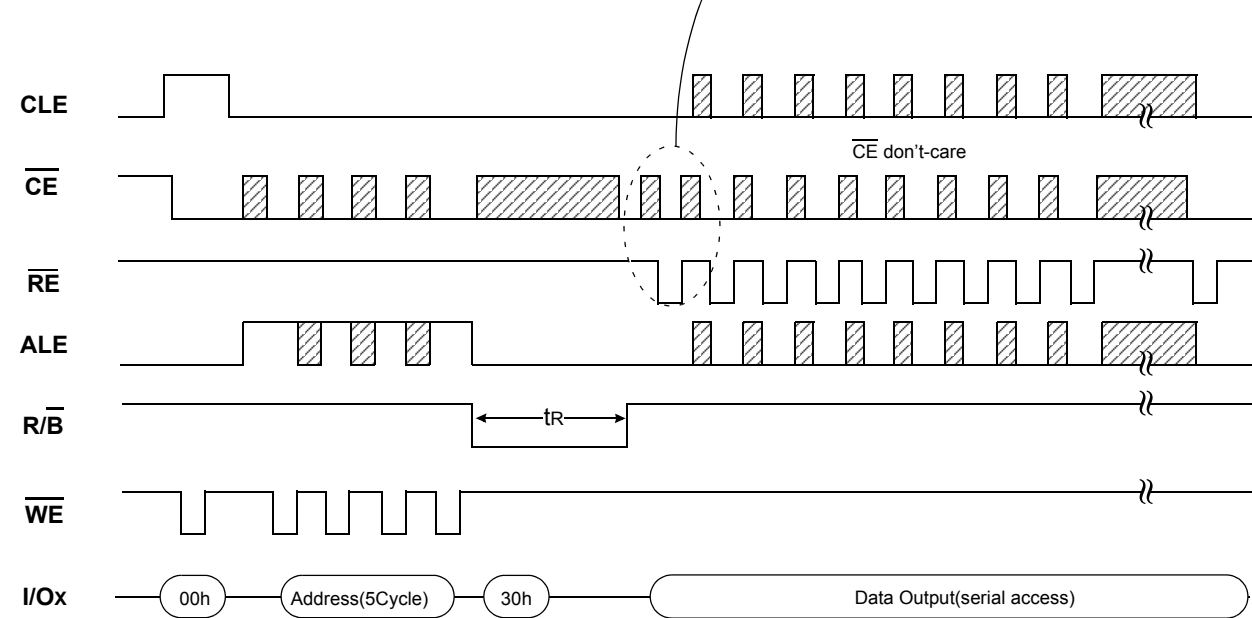 CLE
CE don't-care
CE
RE
ALE
R/B
tR
WE
I/Ox
00h
Address(5Cycle)
30h
Data Output(serial access)